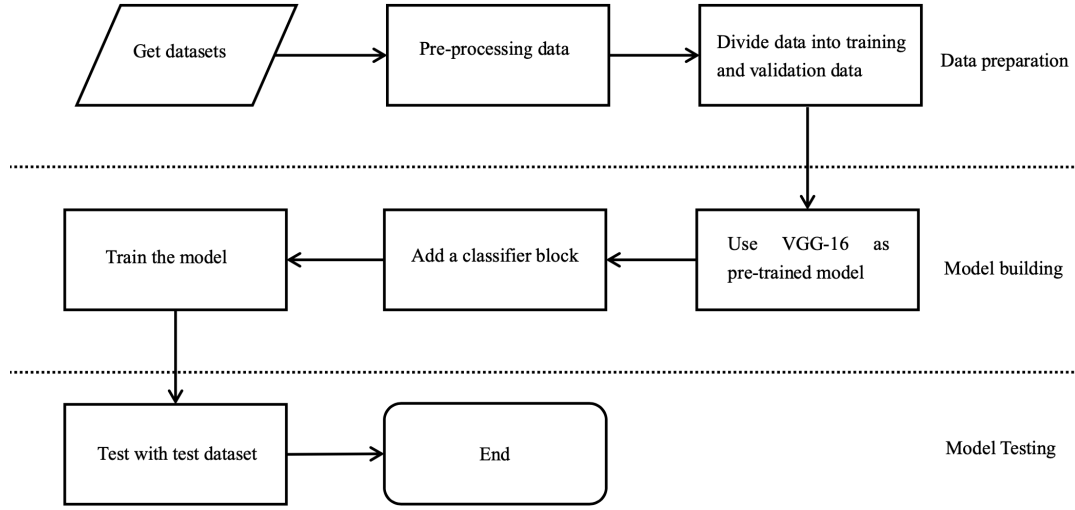 Get datasets
Pre-processing data
Divide data into training
and validation data
Data preparation
Train the model
Add a classifier block
Use VGG-16 as
pre-trained model
Model building
Test with test dataset
End
Model Testing